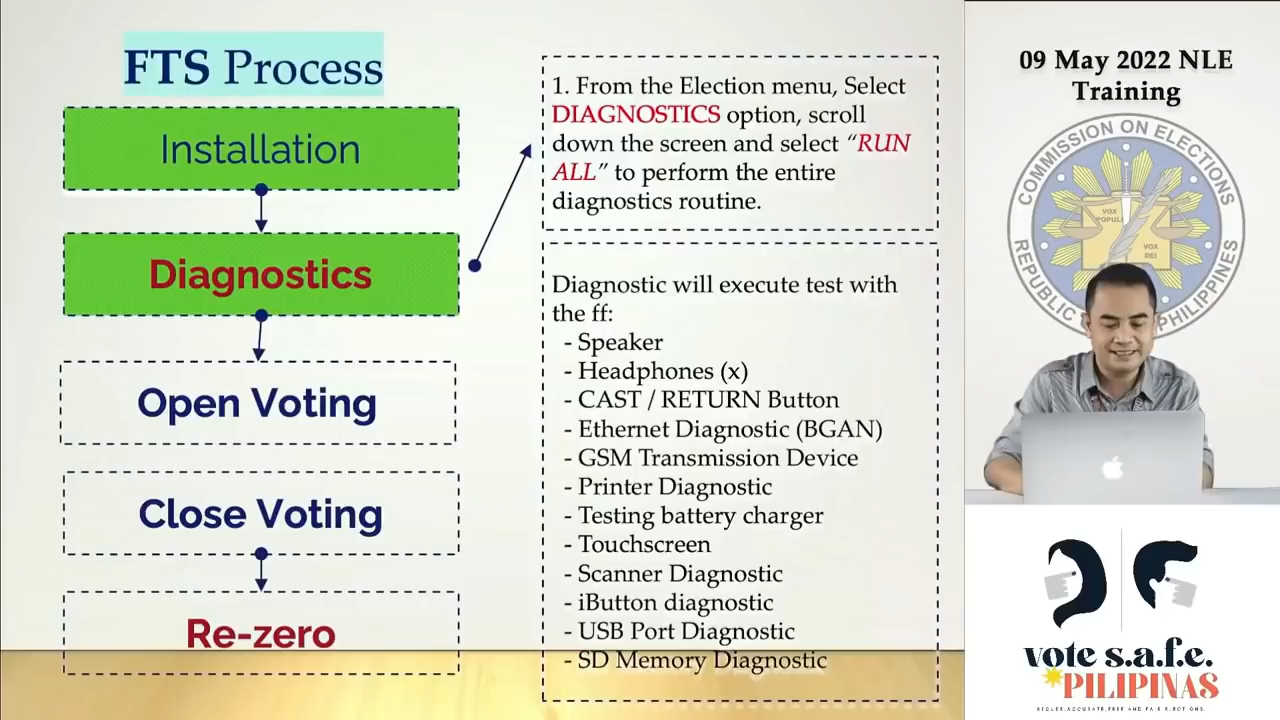 FTS Process
Installation
Diagnostics
Open Voting
Close Voting
Re-zero
1. From the Election menu, Select
DIAGNOSTICS option, scroll
down the screen and select “RUN
ALL” to perform the entire
diagnostics routine.
Diagnostic will execute test with
the ff:
- Speaker
- Headphones (x)
- CAST / RETURN Button
- Ethernet Diagnostic (BGAN)
- GSM Transmission Device
- Printer Diagnostic
- Testing battery charger
- Touchscreen
- Scanner Diagnostic
- iButton diagnostic
- USB Port Diagnostic
- SD Memory Diagnostic
09 May 2022 NLE
Training
COMMISSION ON ELECTIONS
VOX
POPULI
VOX
DEI
REPUBLIC PHILIPPINES
vote s.a.f.e.
PILIPINAS